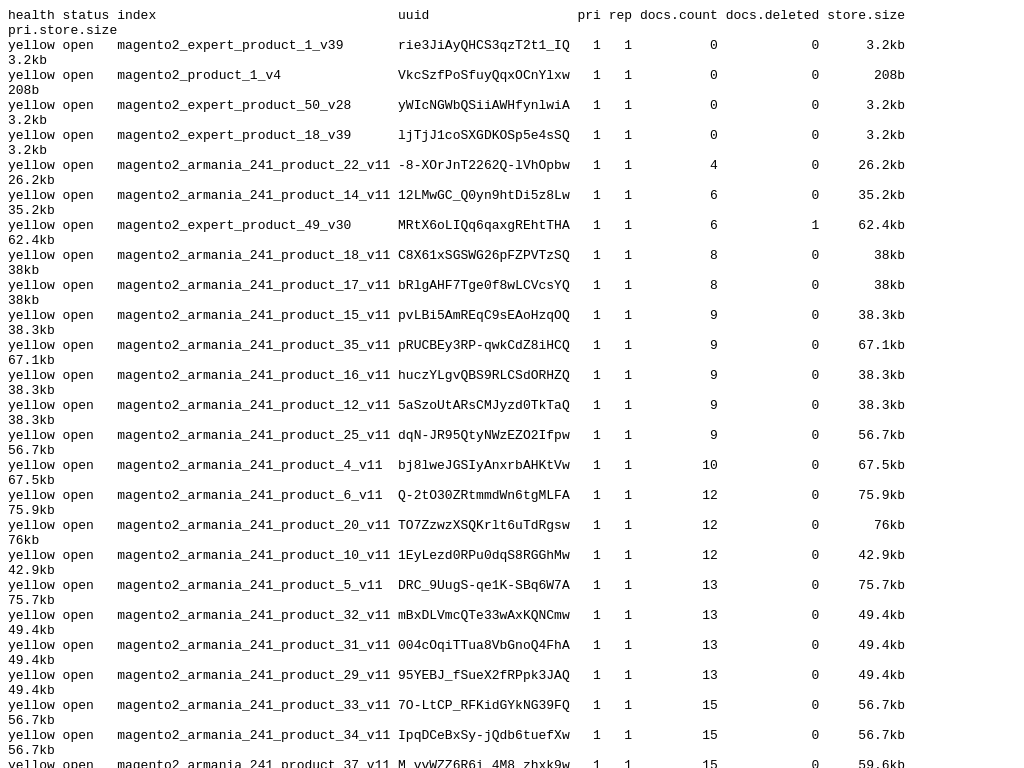 health status index                               uuid                   pri rep docs.count docs.deleted store.size
pri.store.size
yellow open   magento2_expert_product_1_v39       rie3JiAyQHCS3qzT2t1_IQ   1   1          0            0      3.2kb
3.2kb
yellow open   magento2_product_1_v4               VkcSzfPoSfuyQqxOCnYlxw   1   1          0            0       208b
208b
yellow open   magento2_expert_product_50_v28      yWIcNGWbQSiiAWHfynlwiA   1   1          0            0      3.2kb
3.2kb
yellow open   magento2_expert_product_18_v39      ljTjJ1coSXGDKOSp5e4sSQ   1   1          0            0      3.2kb
3.2kb
yellow open   magento2_armania_241_product_22_v11 -8-XOrJnT2262Q-lVhOpbw   1   1          4            0     26.2kb
26.2kb
yellow open   magento2_armania_241_product_14_v11 12LMwGC_Q0yn9htDi5z8Lw   1   1          6            0     35.2kb
35.2kb
yellow open   magento2_expert_product_49_v30      MRtX6oLIQq6qaxgREhtTHA   1   1          6            1     62.4kb
62.4kb
yellow open   magento2_armania_241_product_18_v11 C8X61xSGSWG26pFZPVTzSQ   1   1          8            0       38kb
38kb
yellow open   magento2_armania_241_product_17_v11 bRlgAHF7Tge0f8wLCVcsYQ   1   1          8            0       38kb
38kb
yellow open   magento2_armania_241_product_15_v11 pvLBi5AmREqC9sEAoHzqOQ   1   1          9            0     38.3kb
38.3kb
yellow open   magento2_armania_241_product_35_v11 pRUCBEy3RP-qwkCdZ8iHCQ   1   1          9            0     67.1kb
67.1kb
yellow open   magento2_armania_241_product_16_v11 huczYLgvQBS9RLCSdORHZQ   1   1          9            0     38.3kb
38.3kb
yellow open   magento2_armania_241_product_12_v11 5aSzoUtARsCMJyzd0TkTaQ   1   1          9            0     38.3kb
38.3kb
yellow open   magento2_armania_241_product_25_v11 dqN-JR95QtyNWzEZO2Ifpw   1   1          9            0     56.7kb
56.7kb
yellow open   magento2_armania_241_product_4_v11  bj8lweJGSIyAnxrbAHKtVw   1   1         10            0     67.5kb
67.5kb
yellow open   magento2_armania_241_product_6_v11  Q-2tO30ZRtmmdWn6tgMLFA   1   1         12            0     75.9kb
75.9kb
yellow open   magento2_armania_241_product_20_v11 TO7ZzwzXSQKrlt6uTdRgsw   1   1         12            0       76kb
76kb
yellow open   magento2_armania_241_product_10_v11 1EyLezd0RPu0dqS8RGGhMw   1   1         12            0     42.9kb
42.9kb
yellow open   magento2_armania_241_product_5_v11  DRC_9UugS-qe1K-SBq6W7A   1   1         13            0     75.7kb
75.7kb
yellow open   magento2_armania_241_product_32_v11 mBxDLVmcQTe33wAxKQNCmw   1   1         13            0     49.4kb
49.4kb
yellow open   magento2_armania_241_product_31_v11 004cOqiTTua8VbGnoQ4FhA   1   1         13            0     49.4kb
49.4kb
yellow open   magento2_armania_241_product_29_v11 95YEBJ_fSueX2fRPpk3JAQ   1   1         13            0     49.4kb
49.4kb
yellow open   magento2_armania_241_product_33_v11 7O-LtCP_RFKidGYkNG39FQ   1   1         15            0     56.7kb
56.7kb
yellow open   magento2_armania_241_product_34_v11 IpqDCeBxSy-jQdb6tuefXw   1   1         15            0     56.7kb
56.7kb
yellow open   magento2_armania_241_product_37_v11   1   1         15            0     59.6kb